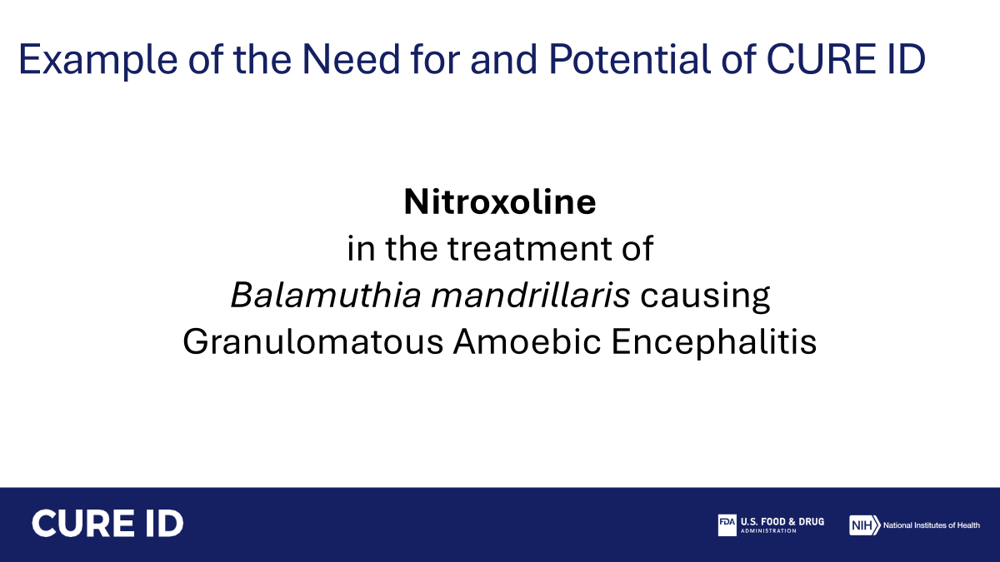 Example of the Need for and Potential of CURE ID
Nitroxoline
in the treatment of
Balamuthia mandrillaris causing
Granulomatous Amoebic Encephalitis
CURE ID
FDA
U.S. FOOD & DRUG
ADMINISTRATION
NIH
National Institutes of Health